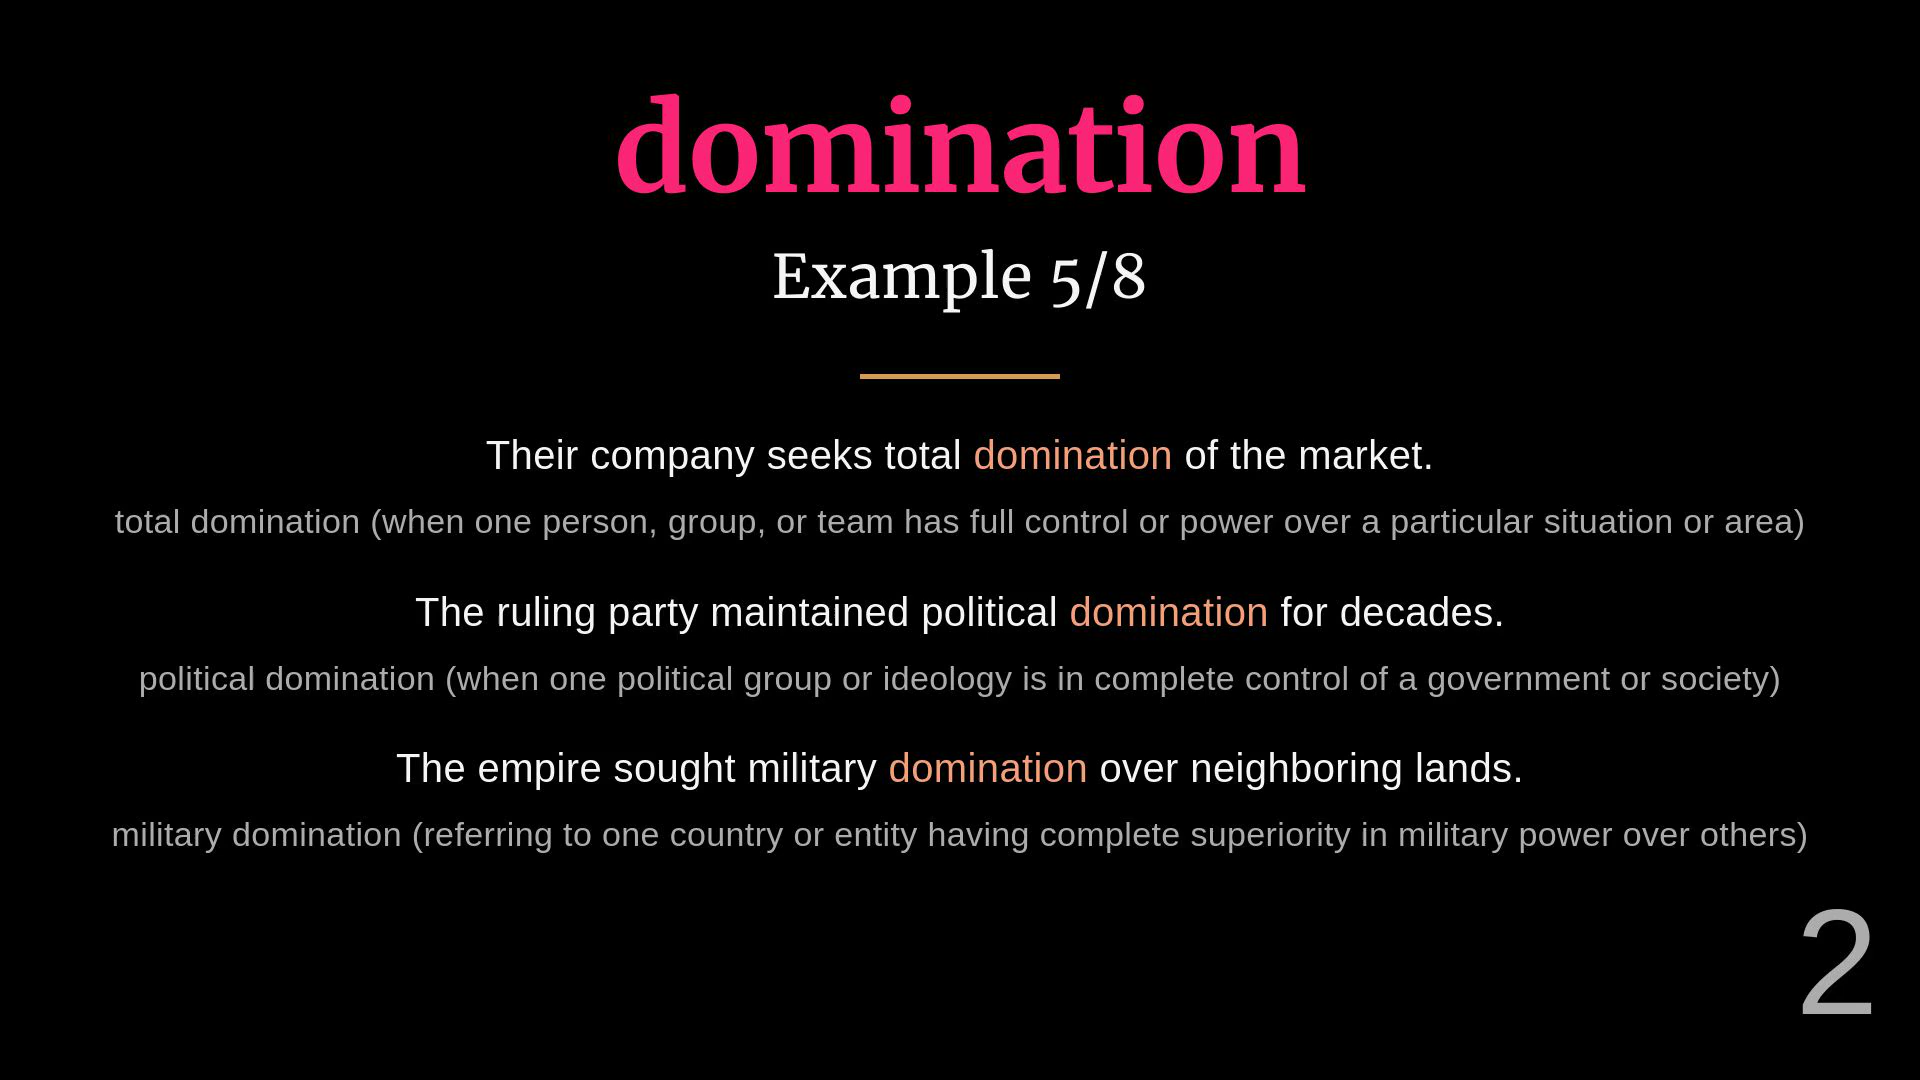 domination
Example 5/8
Their company seeks total domination of the market.
total domination (when one person, group, or team has full control or power over a particular situation or area)
The ruling party maintained political domination for decades.
political domination (when one political group or ideology is in complete control of a government or society)
The empire sought military domination over neighboring lands.
military domination (referring to one country or entity having complete superiority in military power over others)
2